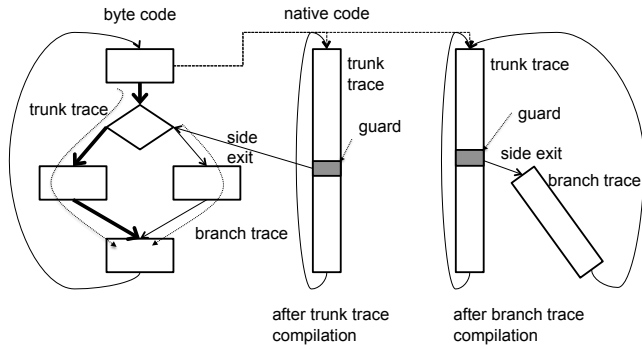 byte code
native code
trunk trace
side
exit
branch trace
trunk
trace
guard
after trunk trace
compilation
trunk trace
guard
side exit
branch trace
after branch trace
compilation